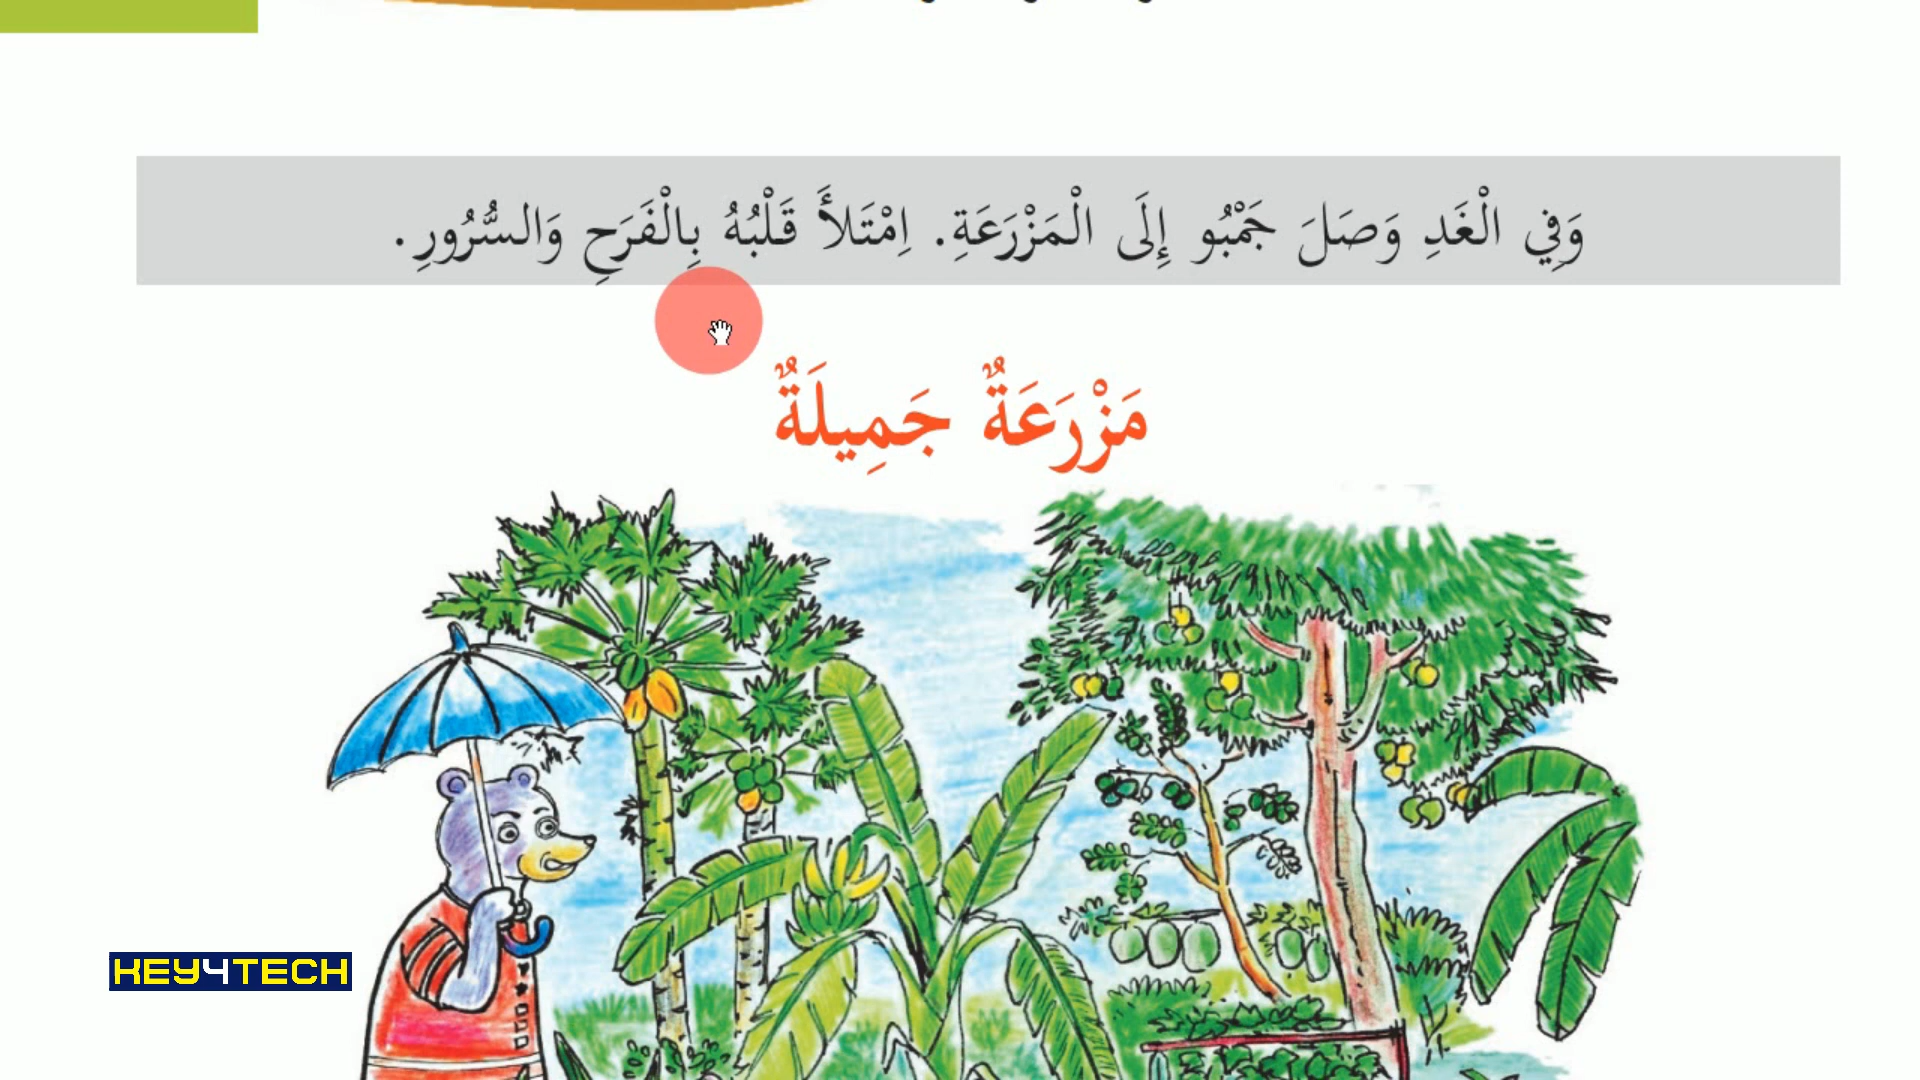 وَفِي الْغَدِ وَصَلَ جَمْبُو إِلَى الْمَزْرَعَةِ. اِمْتَلأَ قَلْبُهُ بِالْفَرَحِ وَالسُّرُورِ.
مَزْرَعَةٌ جَمِيلَةٌ
KEY4TECH